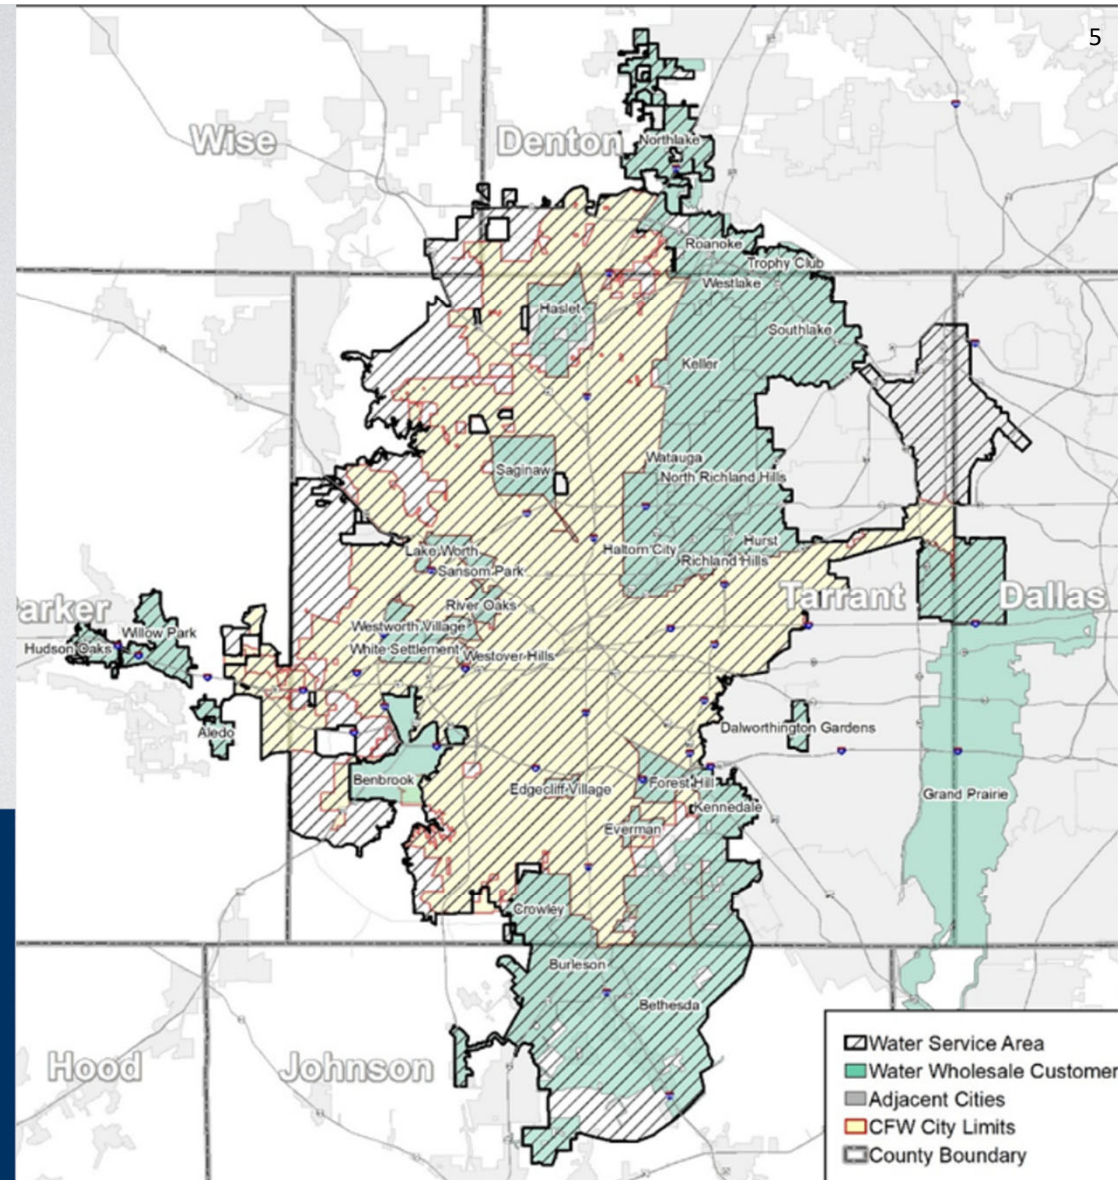 5
Wise
Denton
Northlake
Roanoke
Trophy Club
Westlake
Haslet
Southlake
Keller
Watauga
Saginaw
North Richland Hills
Hurst
Lake Worth
Haltom City
Richland Hills
Sansom Park
Tarrant
Dallas
arker
River Oaks
Willow Park
Westworth Village
Hudson Oaks
White Settlement
Westover Hills
Aledo
Dalworthington Gardens
Benbrook
Edgecliff Village
Forest Hill
Grand Prairie
Kennedale
Everman
Crowley
Burleson
Bethesda
Hood
Johnson
Water Service Area
Water Wholesale Customer
Adjacent Cities
CFW City Limits
County Boundary